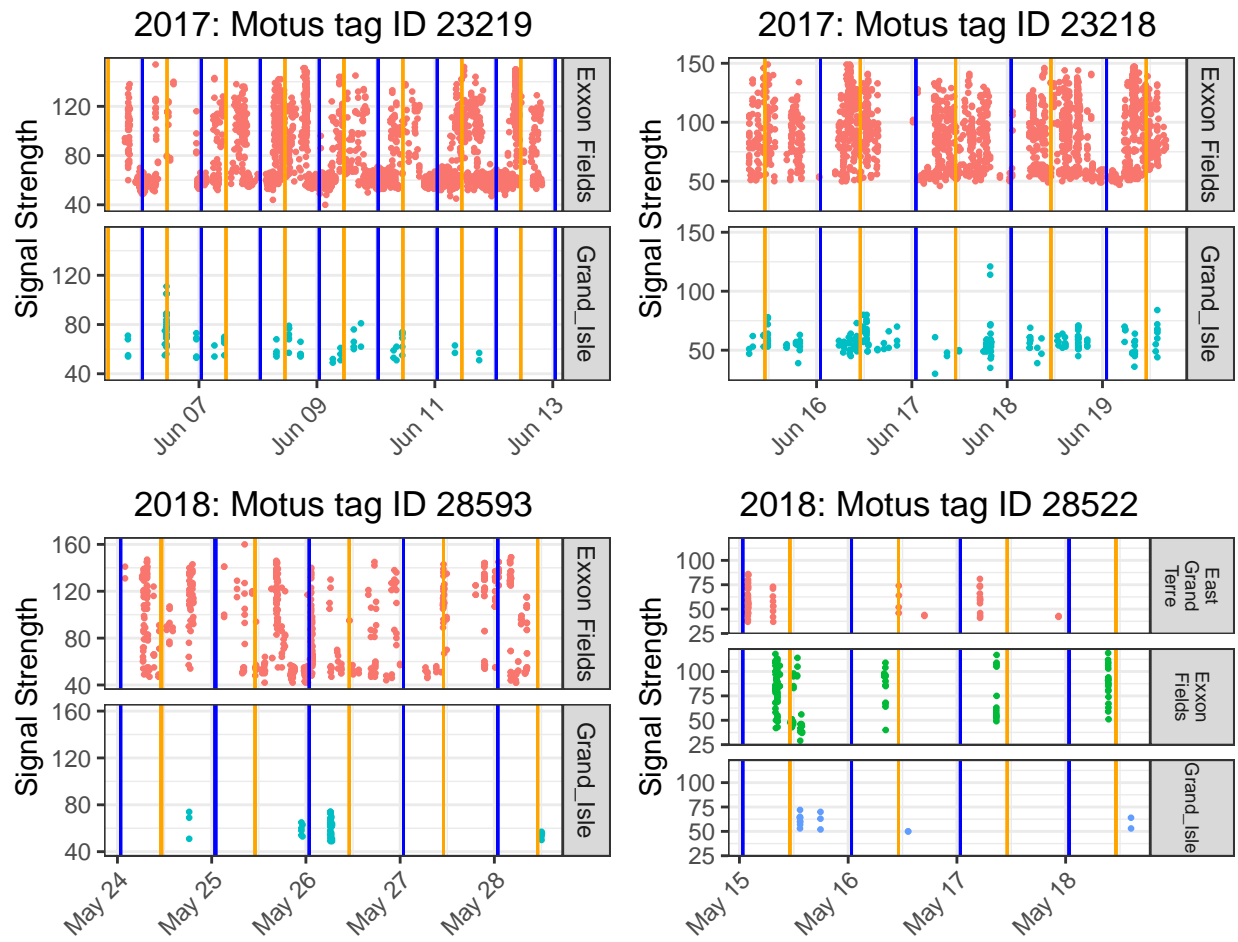 2017: Motus tag ID 23219
Signal Strength
120
80
40
Exxon Fields
120
80
40
Grand_Isle
Jun 07
Jun 09
Jun 11
Jun 13
2017: Motus tag ID 23218
Signal Strength
150
100
50
Exxon Fields
150
100
50
Grand_Isle
Jun 16
Jun 17
Jun 18
Jun 19
2018: Motus tag ID 28593
Signal Strength
160
120
80
40
Exxon Fields
160
120
80
40
Grand_Isle
May 24
May 25
May 26
May 27
May 28
2018: Motus tag ID 28522
Signal Strength
100
75
50
25
East
Grand
Terre
100
75
50
25
Exxon
Fields
100
75
50
25
Grand_Isle
May 15
May 16
May 17
May 18